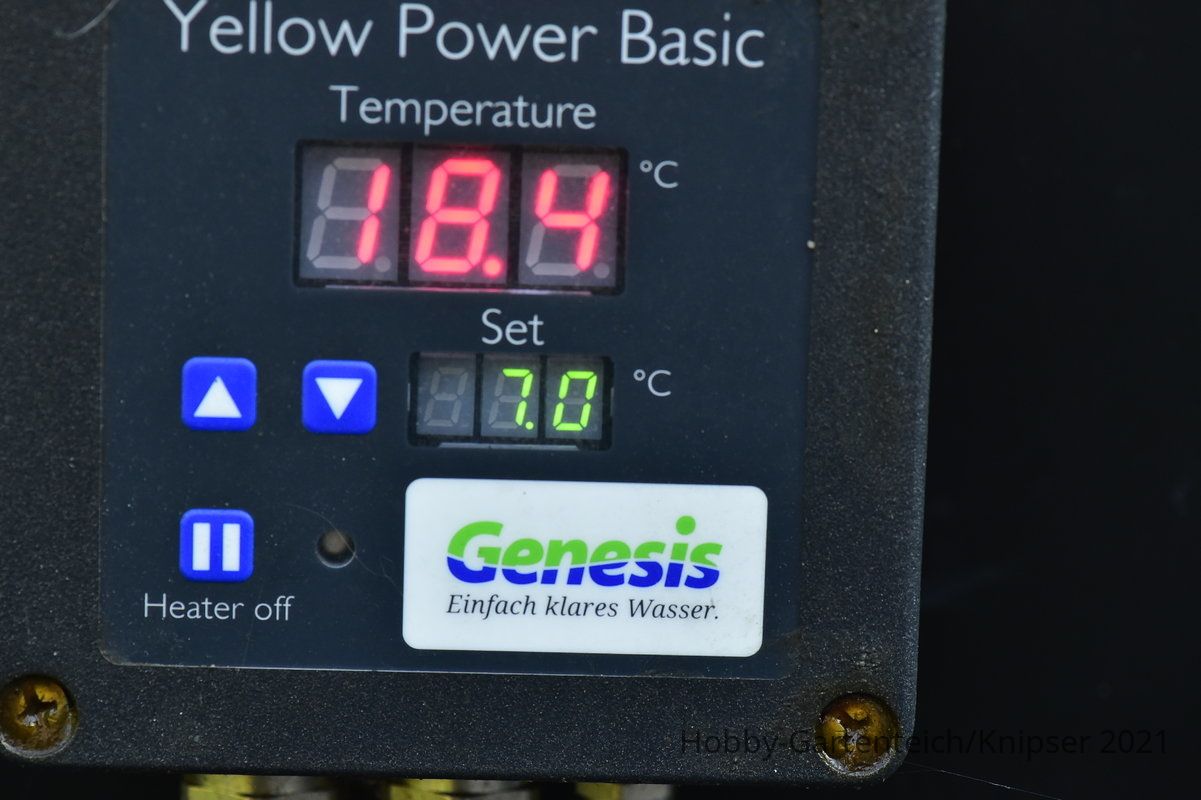 Yellow Power Basic
Temperature
18.4 °C
Set
7.0 °C
Genesis
Einfach klares Wasser.
Heater off
Hobby-Gartenteich/Knipser 2021